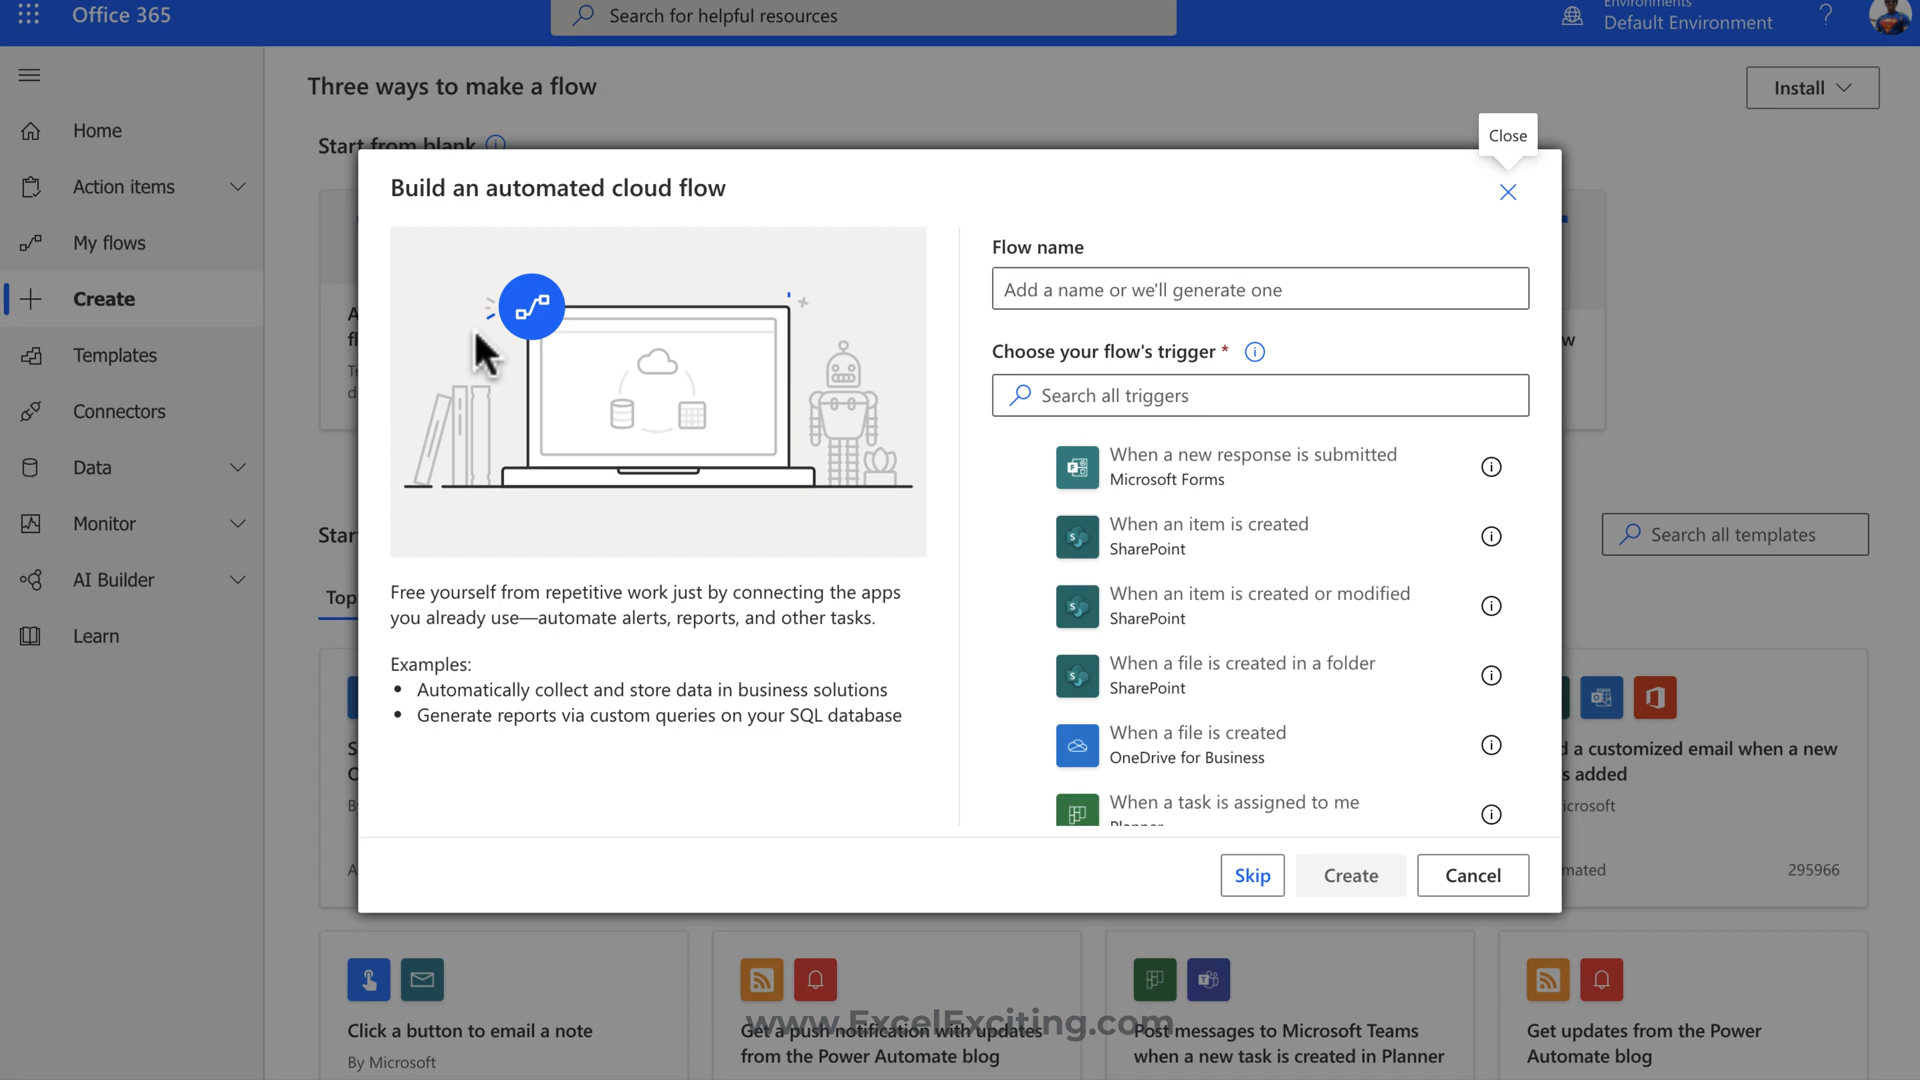 Office 365
Search for helpful resources
Environments
Default Environment
?
Three ways to make a flow
Install
Home
Action items
My flows
Create
Templates
Connectors
Data
Monitor
AI Builder
Learn
Start from blank
Close
Build an automated cloud flow
Flow name
Add a name or we'll generate one
Choose your flow's trigger *
Search all triggers
When a new response is submitted
Microsoft Forms
When an item is created
SharePoint
When an item is created or modified
SharePoint
When a file is created in a folder
SharePoint
When a file is created
OneDrive for Business
When a task is assigned to me
Planner
Free yourself from repetitive work just by connecting the apps
you already use—automate alerts, reports, and other tasks.
Examples:
• Automatically collect and store data in business solutions
• Generate reports via custom queries on your SQL database
Skip
Create
Cancel
Search all templates
Top
a customized email when a new
added
295966
Click a button to email a note
By Microsoft
Get a push notification with updates
from the Power Automate blog
Post messages to Microsoft Teams
when a new task is created in Planner
Get updates from the Power
Automate blog
www.ExcelExciting.com